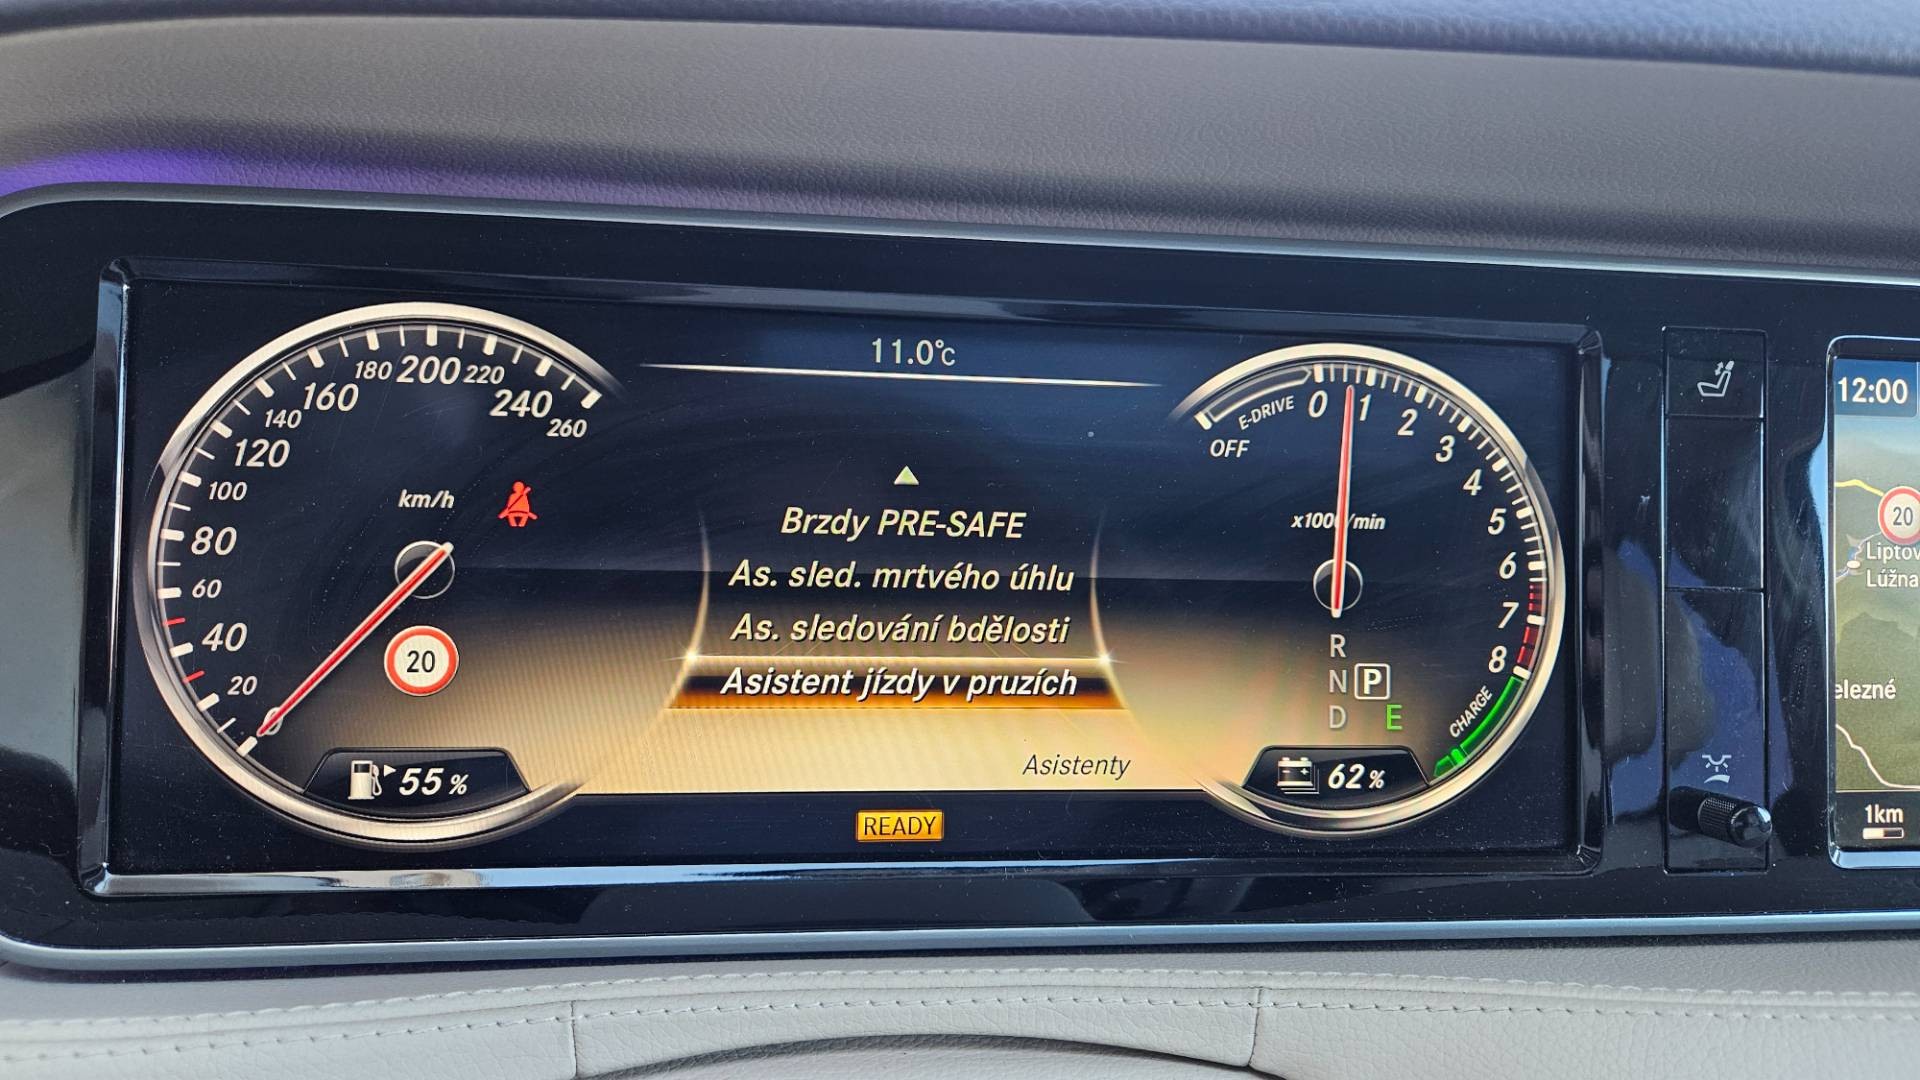 11.0°C
180 200 220
160
140
240
260
120
100
80
60
40
20
km/h
20
55 %
Brzdy PRE-SAFE
As. sled. mrtvého úhlu
As. sledování bdělosti
Asistent jízdy v pruzích
Asistenty
READY
OFF
E-DRIVE
0
1
2
3
4
5
6
7
8
/min
R
N P
D E
CHARGE
62 %
12:00
20
Lúžna
1km